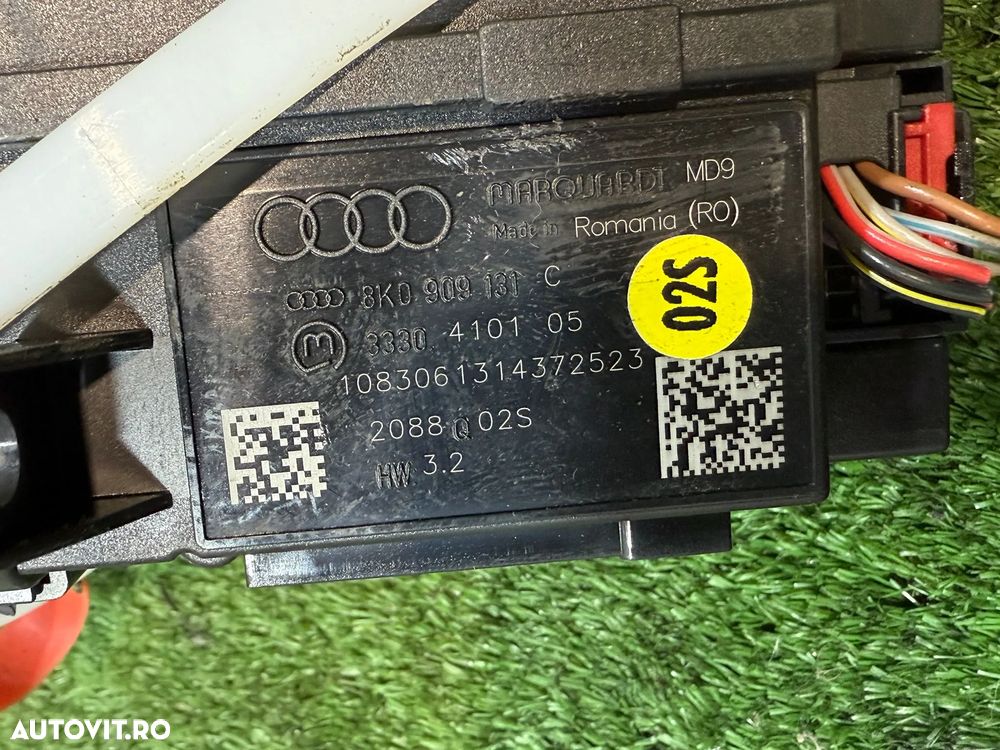 MARQUARDT MD9
Made in Romania (RO)
8K0 909 131 C
M 3330 4101 05
1083061314372523
2088 Q 02S
HW 3.2
02S
AUTOVIT.RO